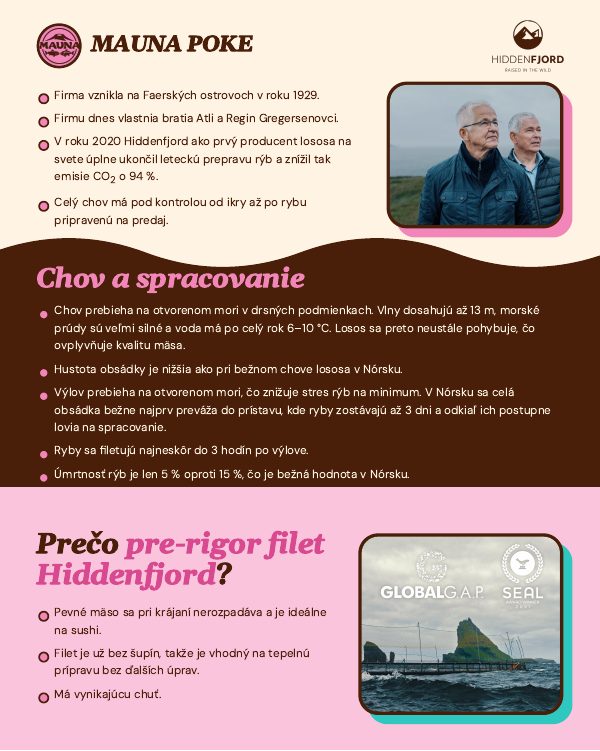 MAUNA
MAUNA POKE
HIDDENFJORD
RAISED IN THE WILD
Firma vznikla na Faerských ostrovoch v roku 1929.
Firmu dnes vlastnia bratia Atli a Regin Gregersenovci.
V roku 2020 Hiddenfjord ako prvý producent lososa na
svete úplne ukončil leteckú prepravu rýb a znížil tak
emisie CO₂ o 94 %.
Celý chov má pod kontrolou od ikry až po rybu
pripravenú na predaj.
Chov a spracovanie
Chov prebieha na otvorenom mori v drsných podmienkach. Vlny dosahujú až 13 m, morské
prúdy sú veľmi silné a voda má po celý rok 6–10 °C. Losos sa preto neustále pohybuje, čo
ovplyvňuje kvalitu mäsa.
Hustota obsádky je nižšia ako pri bežnom chove lososa v Nórsku.
Výlov prebieha na otvorenom mori, čo znižuje stres rýb na minimum. V Nórsku sa celá
obsádka bežne najprv preváža do prístavu, kde ryby zostávajú až 3 dni a odkiaľ ich postupne
lovia na spracovanie.
Ryby sa filetujú najneskôr do 3 hodín po výlove.
Úmrtnosť rýb je len 5 % oproti 15 %, čo je bežná hodnota v Nórsku.
Prečo pre-rigor filet
Hiddenfjord?
Pevné mäso sa pri krájaní nerozpadáva a je ideálne
na sushi.
Filet je už bez šupín, takže je vhodný na tepelnú
prípravu bez ďalších úprav.
Má vynikajúcu chuť.
GLOBALG.A.P.
SEAL